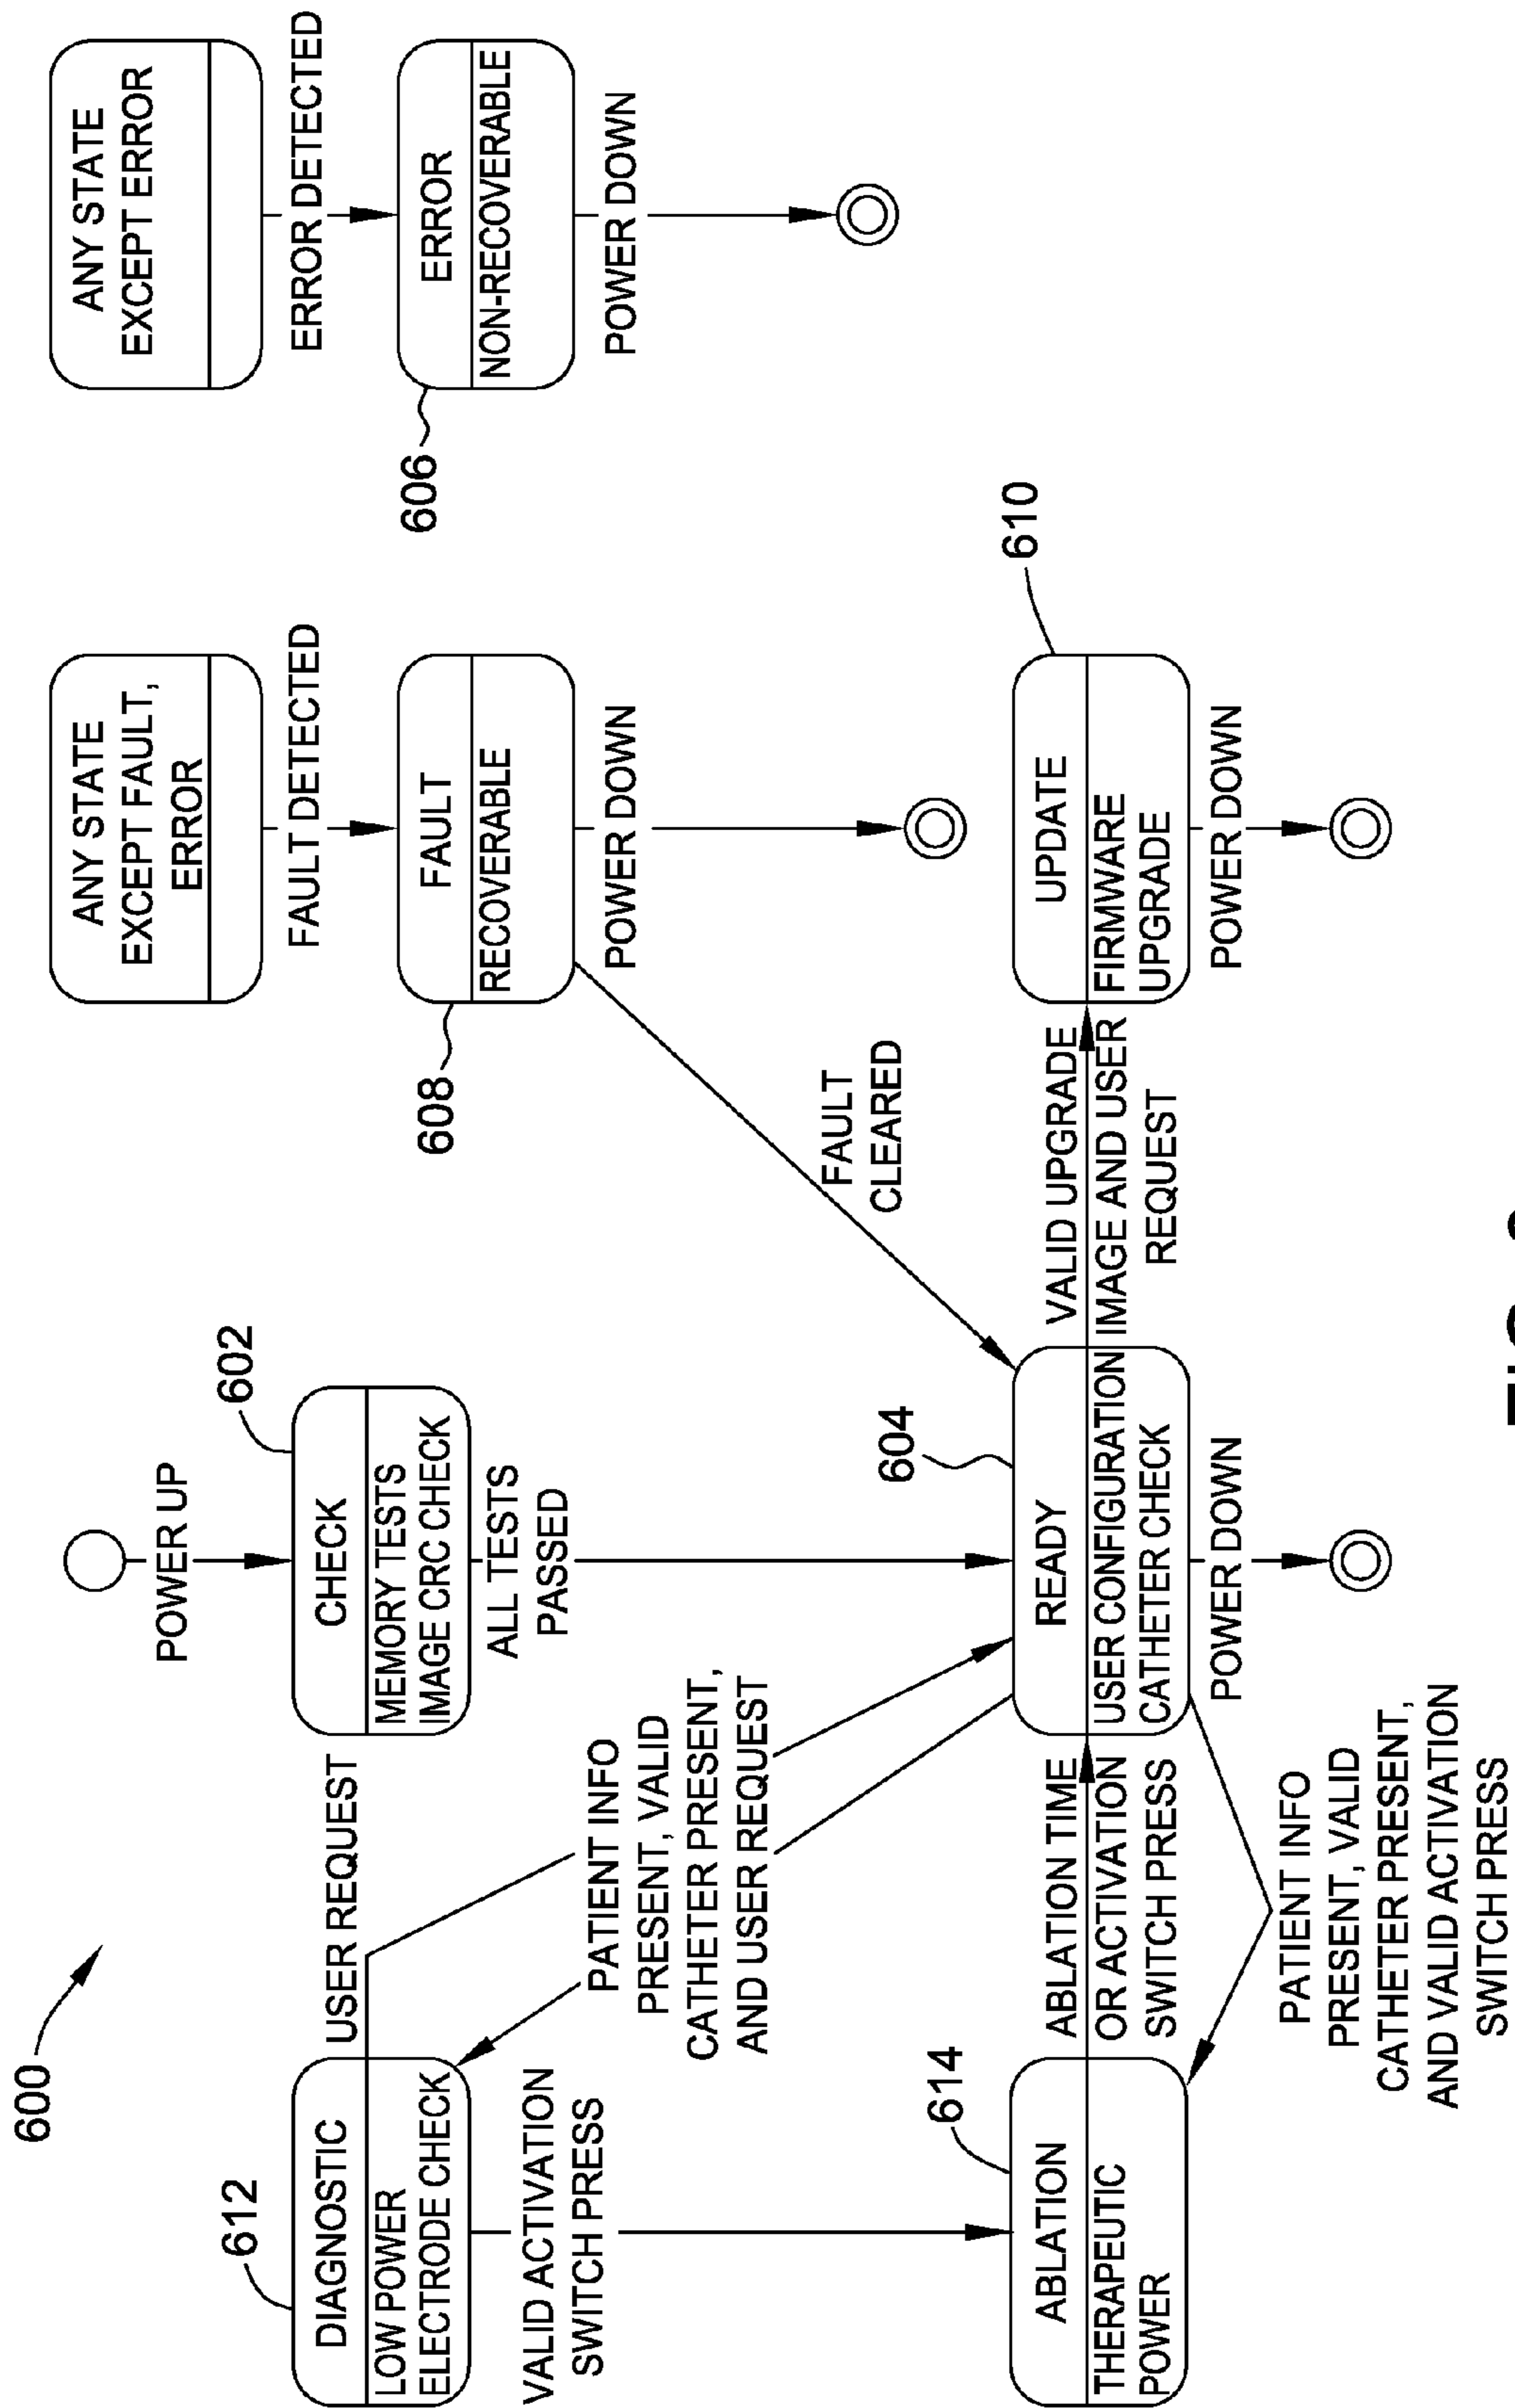 600
POWER UP
612
DIAGNOSTIC
LOW POWER
ELECTRODE CHECK
USER REQUEST
602
CHECK
MEMORY TESTS
IMAGE CRC CHECK
ALL TESTS
PASSED
ANY STATE
EXCEPT FAULT,
ERROR
FAULT DETECTED
608
FAULT
RECOVERABLE
POWER DOWN
ANY STATE
EXCEPT ERROR
ERROR DETECTED
606
ERROR
NON-RECOVERABLE
POWER DOWN
VALID ACTIVATION
SWITCH PRESS
PATIENT INFO
PRESENT, VALID
CATHETER PRESENT,
AND USER REQUEST
FAULT
CLEARED
614
ABLATION
THERAPEUTIC
POWER
ABLATION TIME
OR ACTIVATION
SWITCH PRESS
604
READY
USER CONFIGURATION
CATHETER CHECK
POWER DOWN
VALID UPGRADE
IMAGE AND USER
REQUEST
610
UPDATE
FIRMWARE
UPGRADE
POWER DOWN
PATIENT INFO
PRESENT, VALID
CATHETER PRESENT,
AND VALID ACTIVATION
SWITCH PRESS